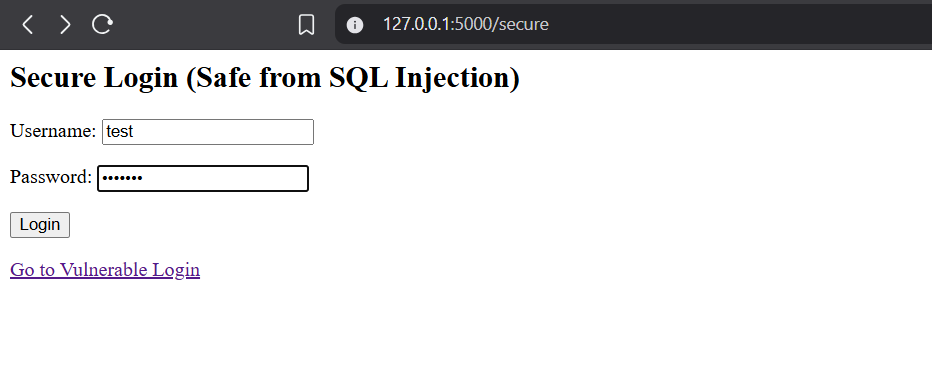 127.0.0.1:5000/secure
Secure Login (Safe from SQL Injection)
Username: test
Password: •••••••
Login
Go to Vulnerable Login